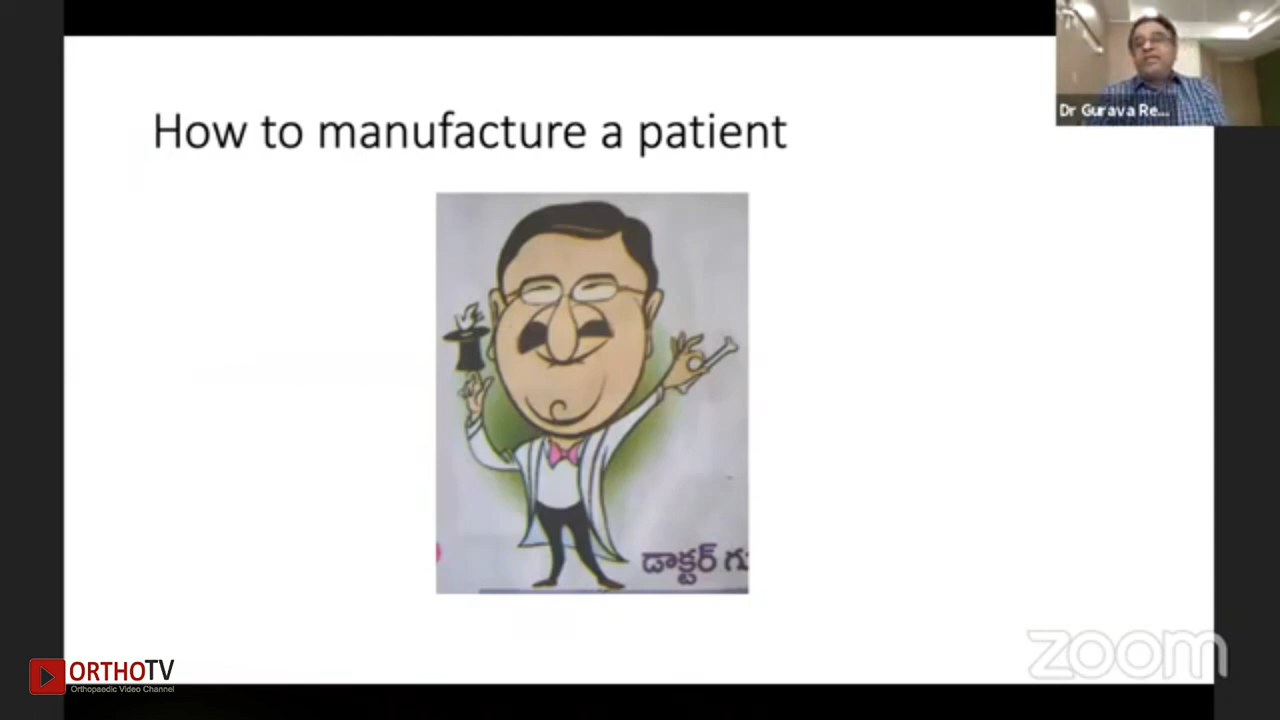 How to manufacture a patient
Dr Gurava Re...
డాక్టర్ గు
ORTHOTV
Orthopaedic Video Channel
zoom